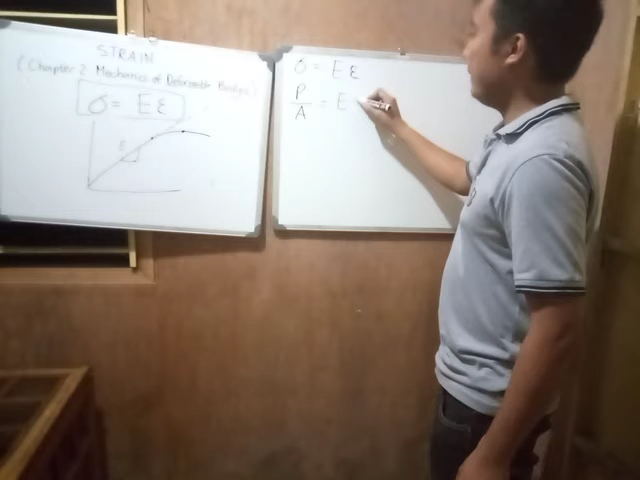 STRAIN
(Chapter 2 Mechanics of Deformable Bodies)
σ = E ε
E
σ = E ε
P/A = E